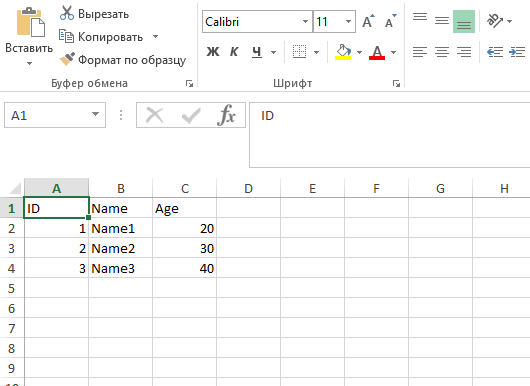 Вырезать
Копировать
Формат по образцу
Вставить
Буфер обмена
Calibri 11 A A
Ж К Ч A
Шрифт
A1 fx ID
A B C D E F G H
1 ID Name Age
2 1 Name1 20
3 2 Name2 30
4 3 Name3 40
5
6
7
8
9
10